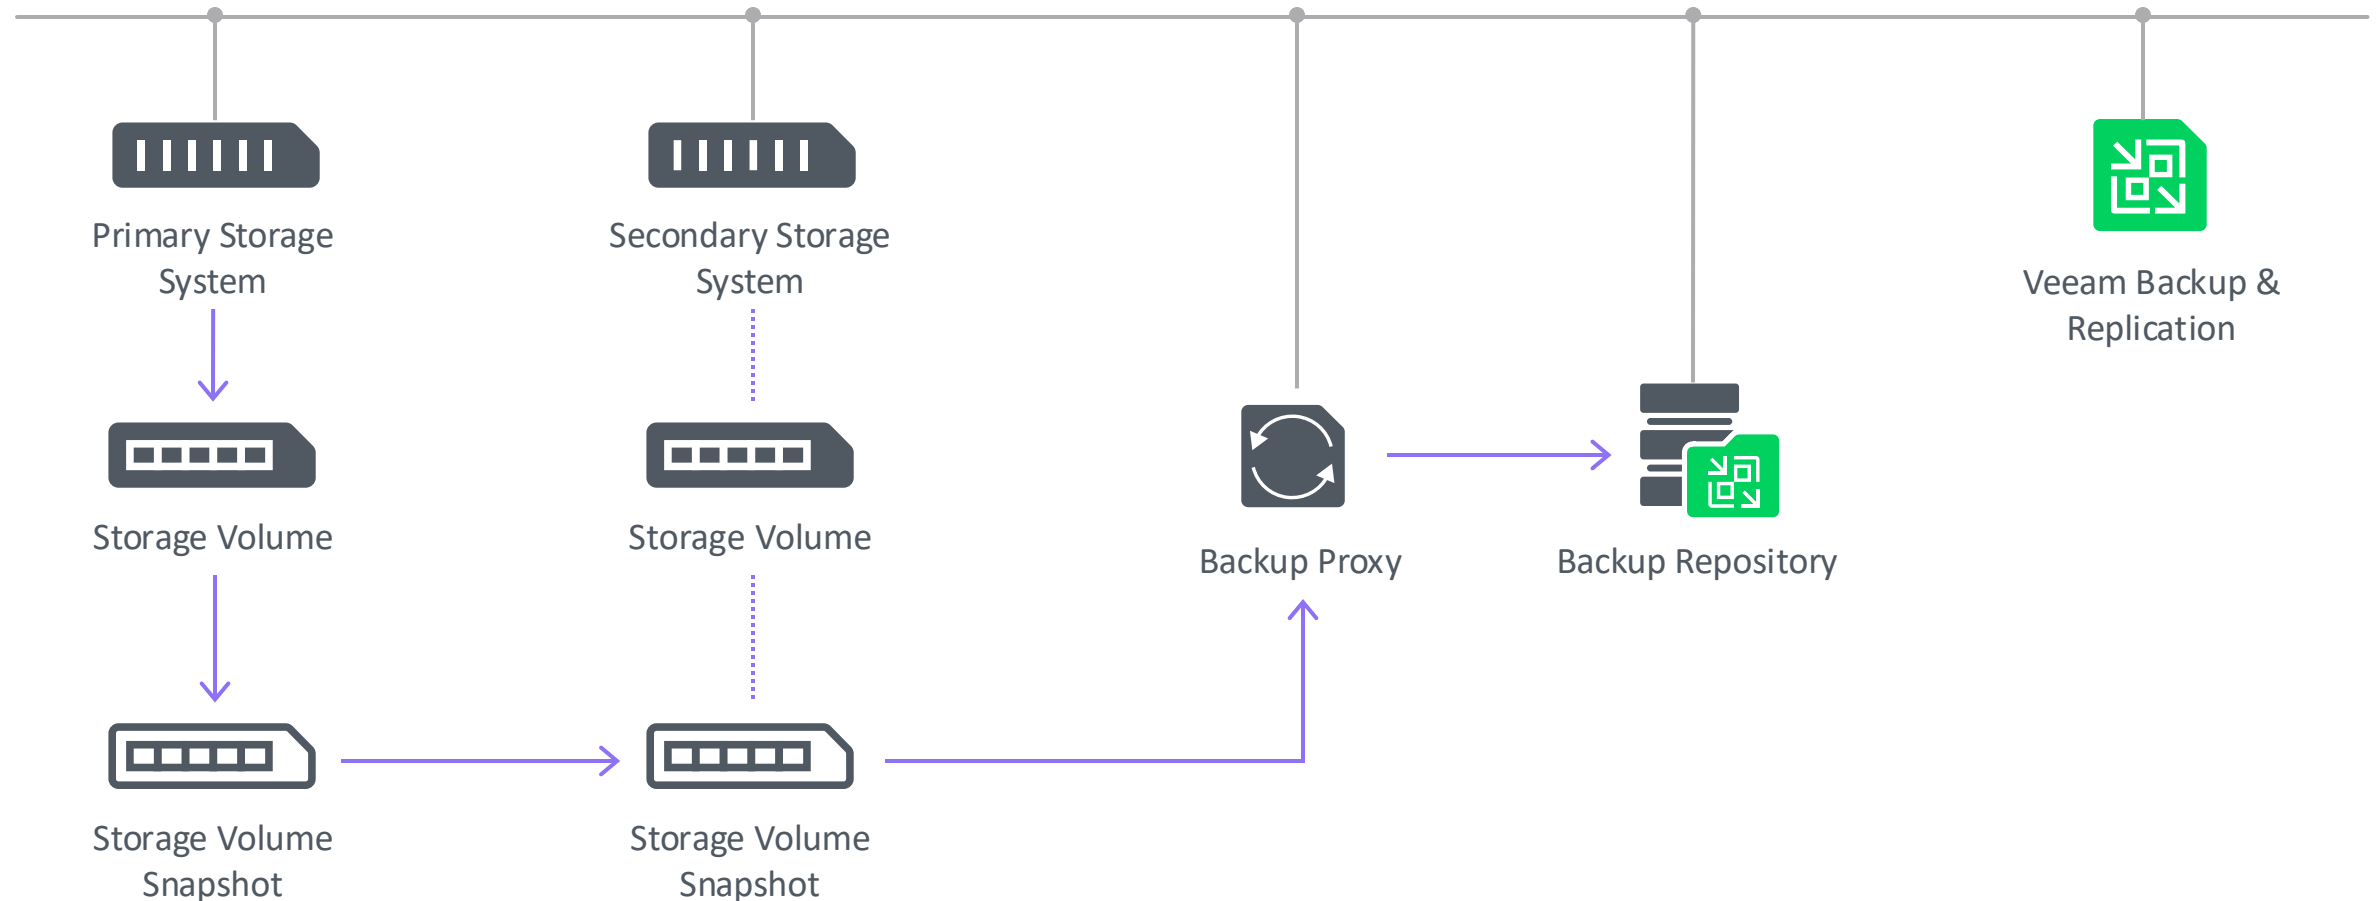 Primary Storage
System
Secondary Storage
System
Veeam Backup &
Replication
Storage Volume
Storage Volume
Backup Proxy
Backup Repository
Storage Volume
Snapshot
Storage Volume
Snapshot